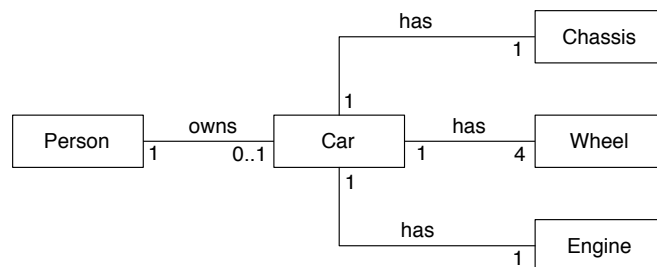 has
Chassis
1
1
Person
owns
1
0..1
Car
has
1
4
Wheel
1
has
1
Engine